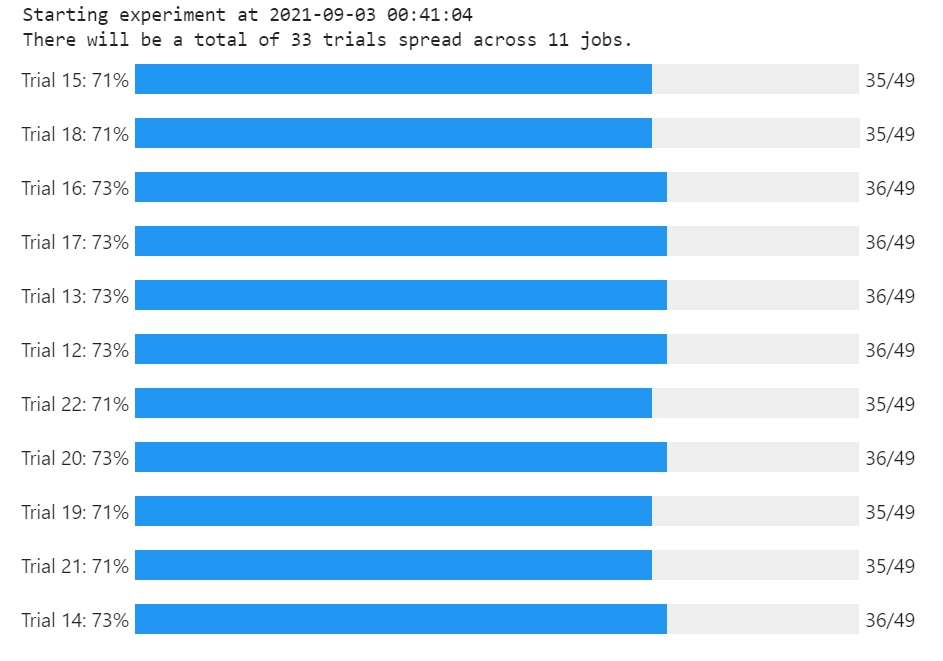 Starting experiment at 2021-09-03 00:41:04
There will be a total of 33 trials spread across 11 jobs.
Trial 15: 71% 35/49
Trial 18: 71% 35/49
Trial 16: 73% 36/49
Trial 17: 73% 36/49
Trial 13: 73% 36/49
Trial 12: 73% 36/49
Trial 22: 71% 35/49
Trial 20: 73% 36/49
Trial 19: 71% 35/49
Trial 21: 71% 35/49
Trial 14: 73% 36/49